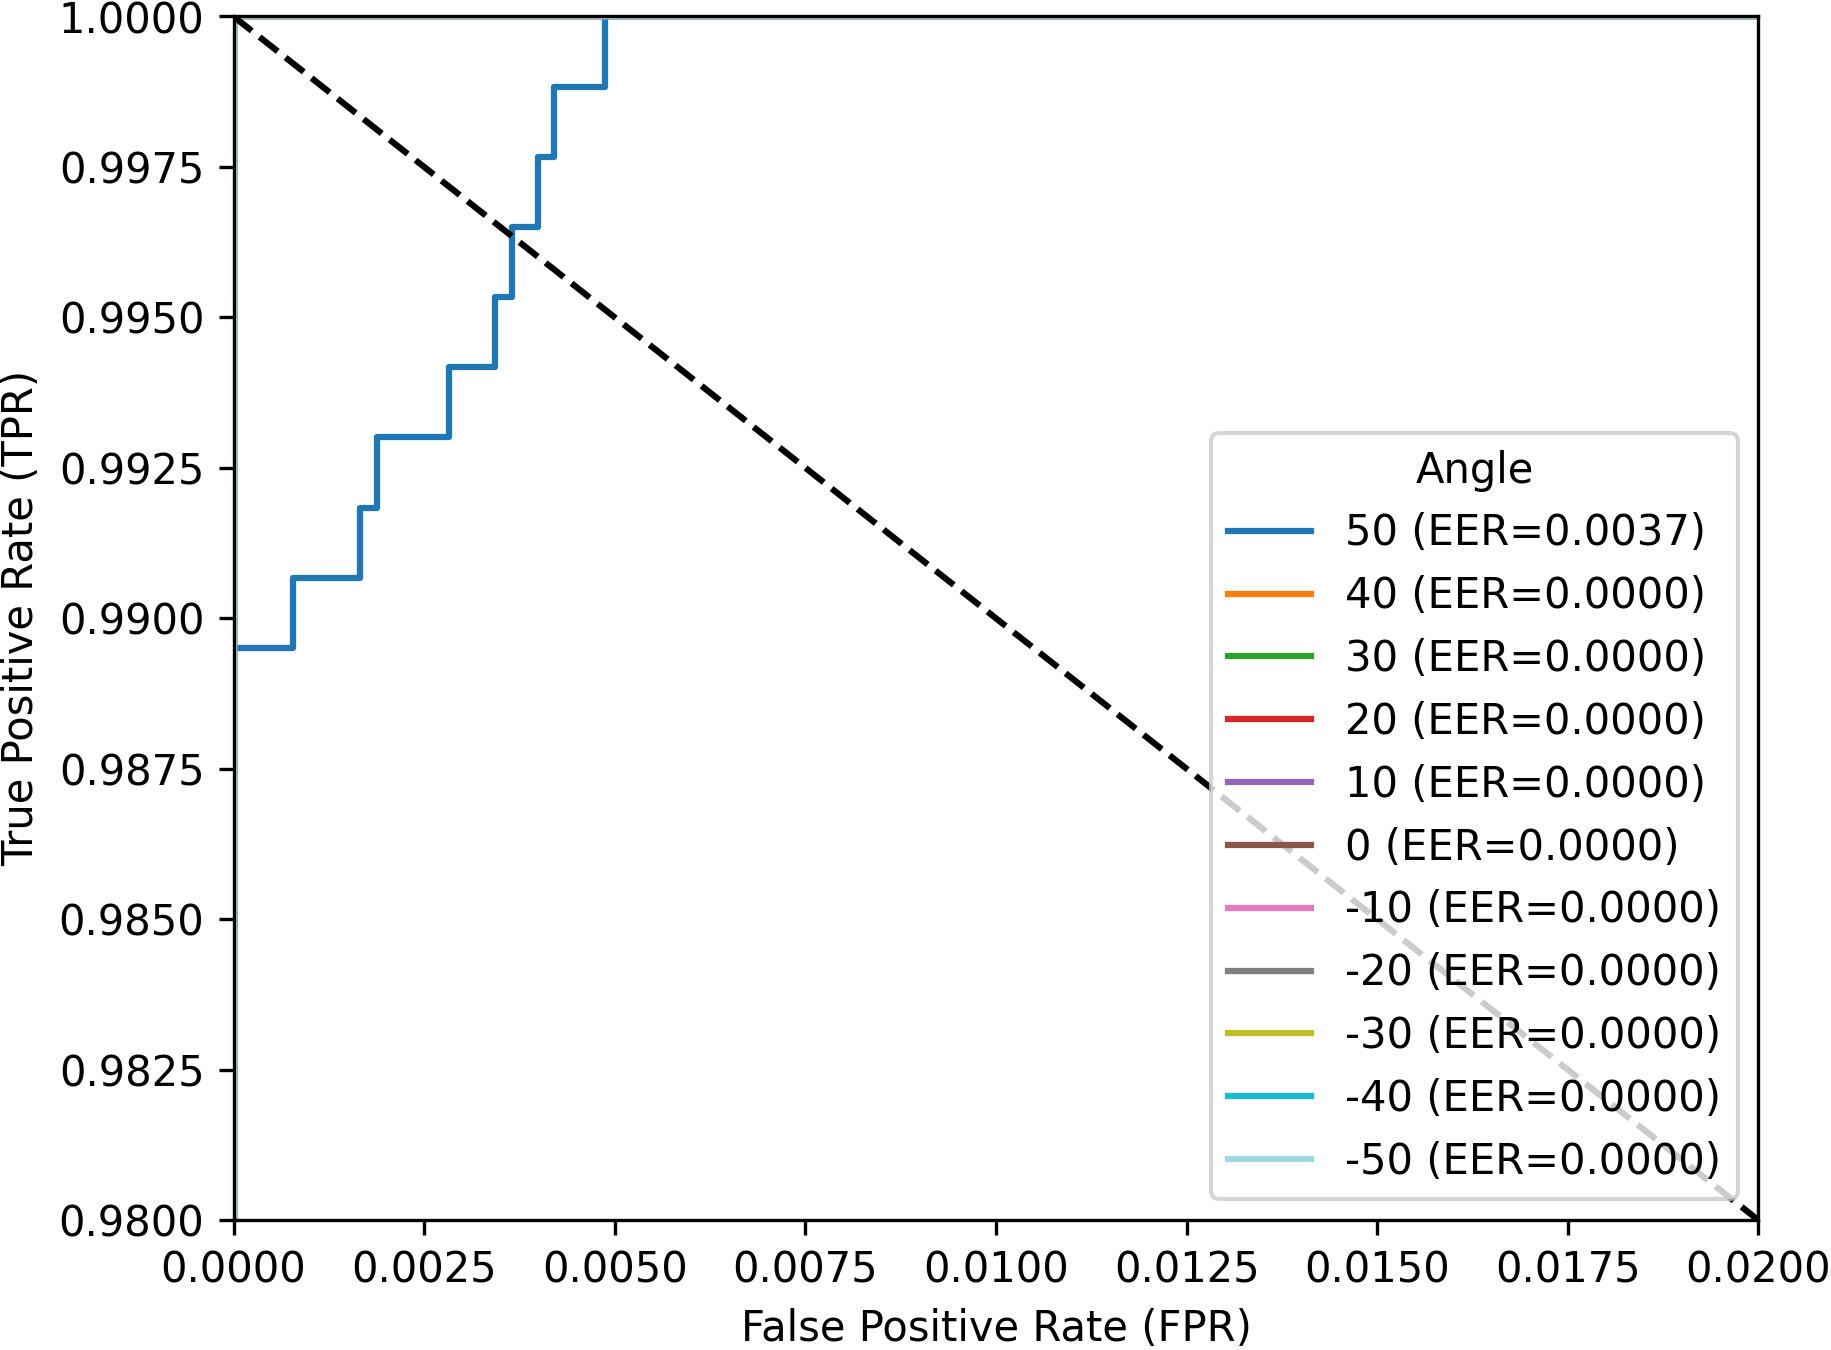 1.0000
0.9975
0.9950
0.9925
0.9900
0.9875
0.9850
0.9825
0.9800
True Positive Rate (TPR)
Angle
50 (EER=0.0037)
40 (EER=0.0000)
30 (EER=0.0000)
20 (EER=0.0000)
10 (EER=0.0000)
0 (EER=0.0000)
-10 (EER=0.0000)
-20 (EER=0.0000)
-30 (EER=0.0000)
-40 (EER=0.0000)
-50 (EER=0.0000)
0.0000 0.0025 0.0050 0.0075 0.0100 0.0125 0.0150 0.0175 0.0200
False Positive Rate (FPR)